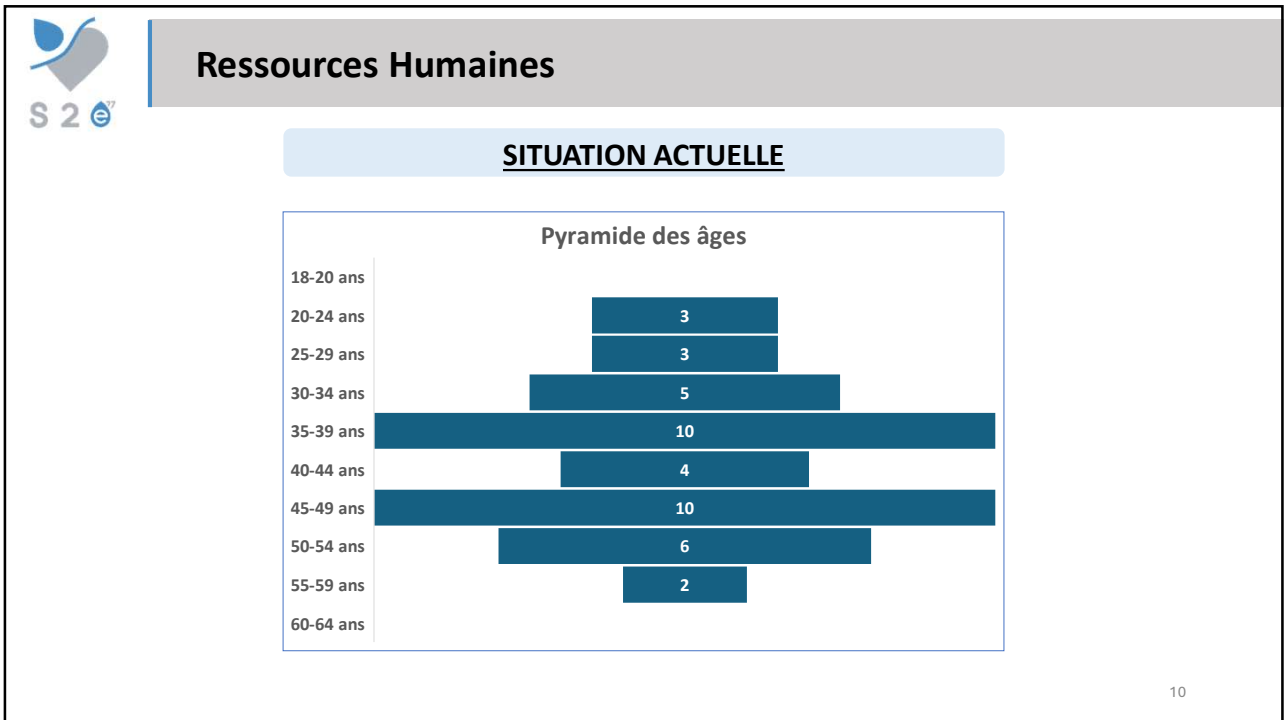 Ressources Humaines
S 2 e 77
SITUATION ACTUELLE
Pyramide des âges
18-20 ans
20-24 ans 3
25-29 ans 3
30-34 ans 5
35-39 ans 10
40-44 ans 4
45-49 ans 10
50-54 ans 6
55-59 ans 2
60-64 ans
10